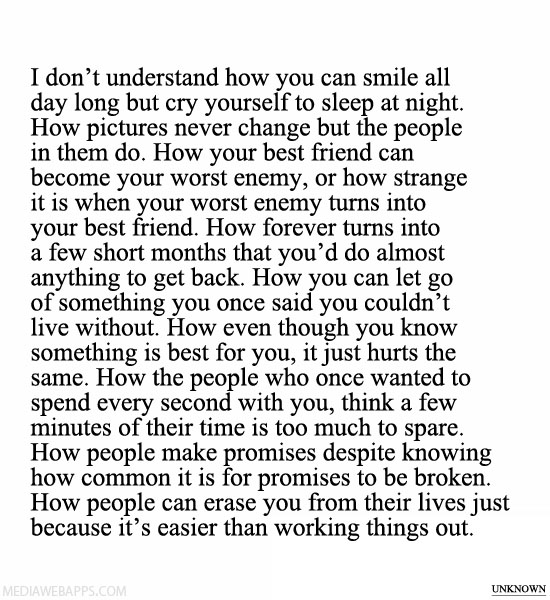 I don’t understand how you can smile all
day long but cry yourself to sleep at night.
How pictures never change but the people
in them do. How your best friend can
become your worst enemy, or how strange
it is when your worst enemy turns into
your best friend. How forever turns into
a few short months that you’d do almost
anything to get back. How you can let go
of something you once said you couldn’t
live without. How even though you know
something is best for you, it just hurts the
same. How the people who once wanted to
spend every second with you, think a few
minutes of their time is too much to spare.
How people make promises despite knowing
how common it is for promises to be broken.
How people can erase you from their lives just
because it’s easier than working things out.
MEDIAWEBAPPS.COM
UNKNOWN